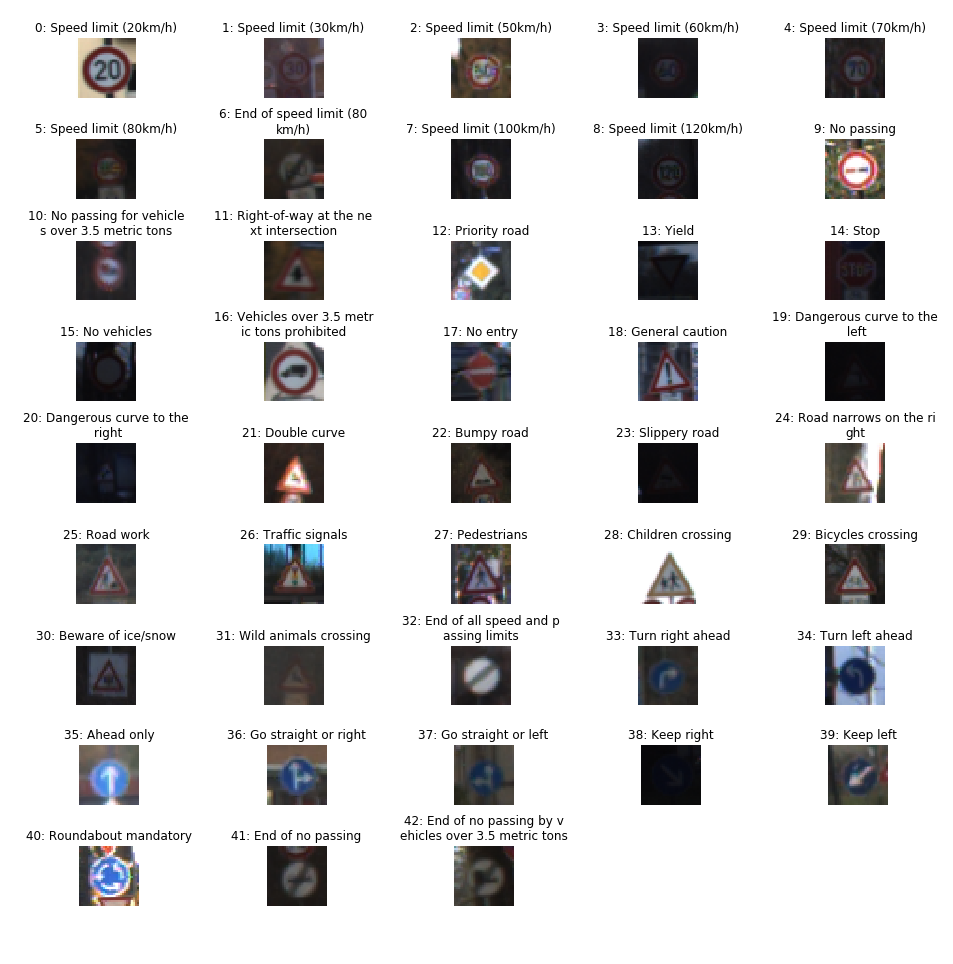 0: Speed limit (20km/h)
1: Speed limit (30km/h)
2: Speed limit (50km/h)
3: Speed limit (60km/h)
4: Speed limit (70km/h)
20
30
50
60
70
5: Speed limit (80km/h)
6: End of speed limit (80
km/h)
7: Speed limit (100km/h)
8: Speed limit (120km/h)
9: No passing
120
10: No passing for vehicle
s over 3.5 metric tons
11: Right-of-way at the ne
xt intersection
12: Priority road
13: Yield
14: Stop
STOP
15: No vehicles
16: Vehicles over 3.5 metr
ic tons prohibited
17: No entry
18: General caution
19: Dangerous curve to the
left
20: Dangerous curve to the
right
21: Double curve
22: Bumpy road
23: Slippery road
24: Road narrows on the ri
ght
25: Road work
26: Traffic signals
27: Pedestrians
28: Children crossing
29: Bicycles crossing
30: Beware of ice/snow
31: Wild animals crossing
32: End of all speed and p
assing limits
33: Turn right ahead
34: Turn left ahead
35: Ahead only
36: Go straight or right
37: Go straight or left
38: Keep right
39: Keep left
40: Roundabout mandatory
41: End of no passing
42: End of no passing by v
ehicles over 3.5 metric tons